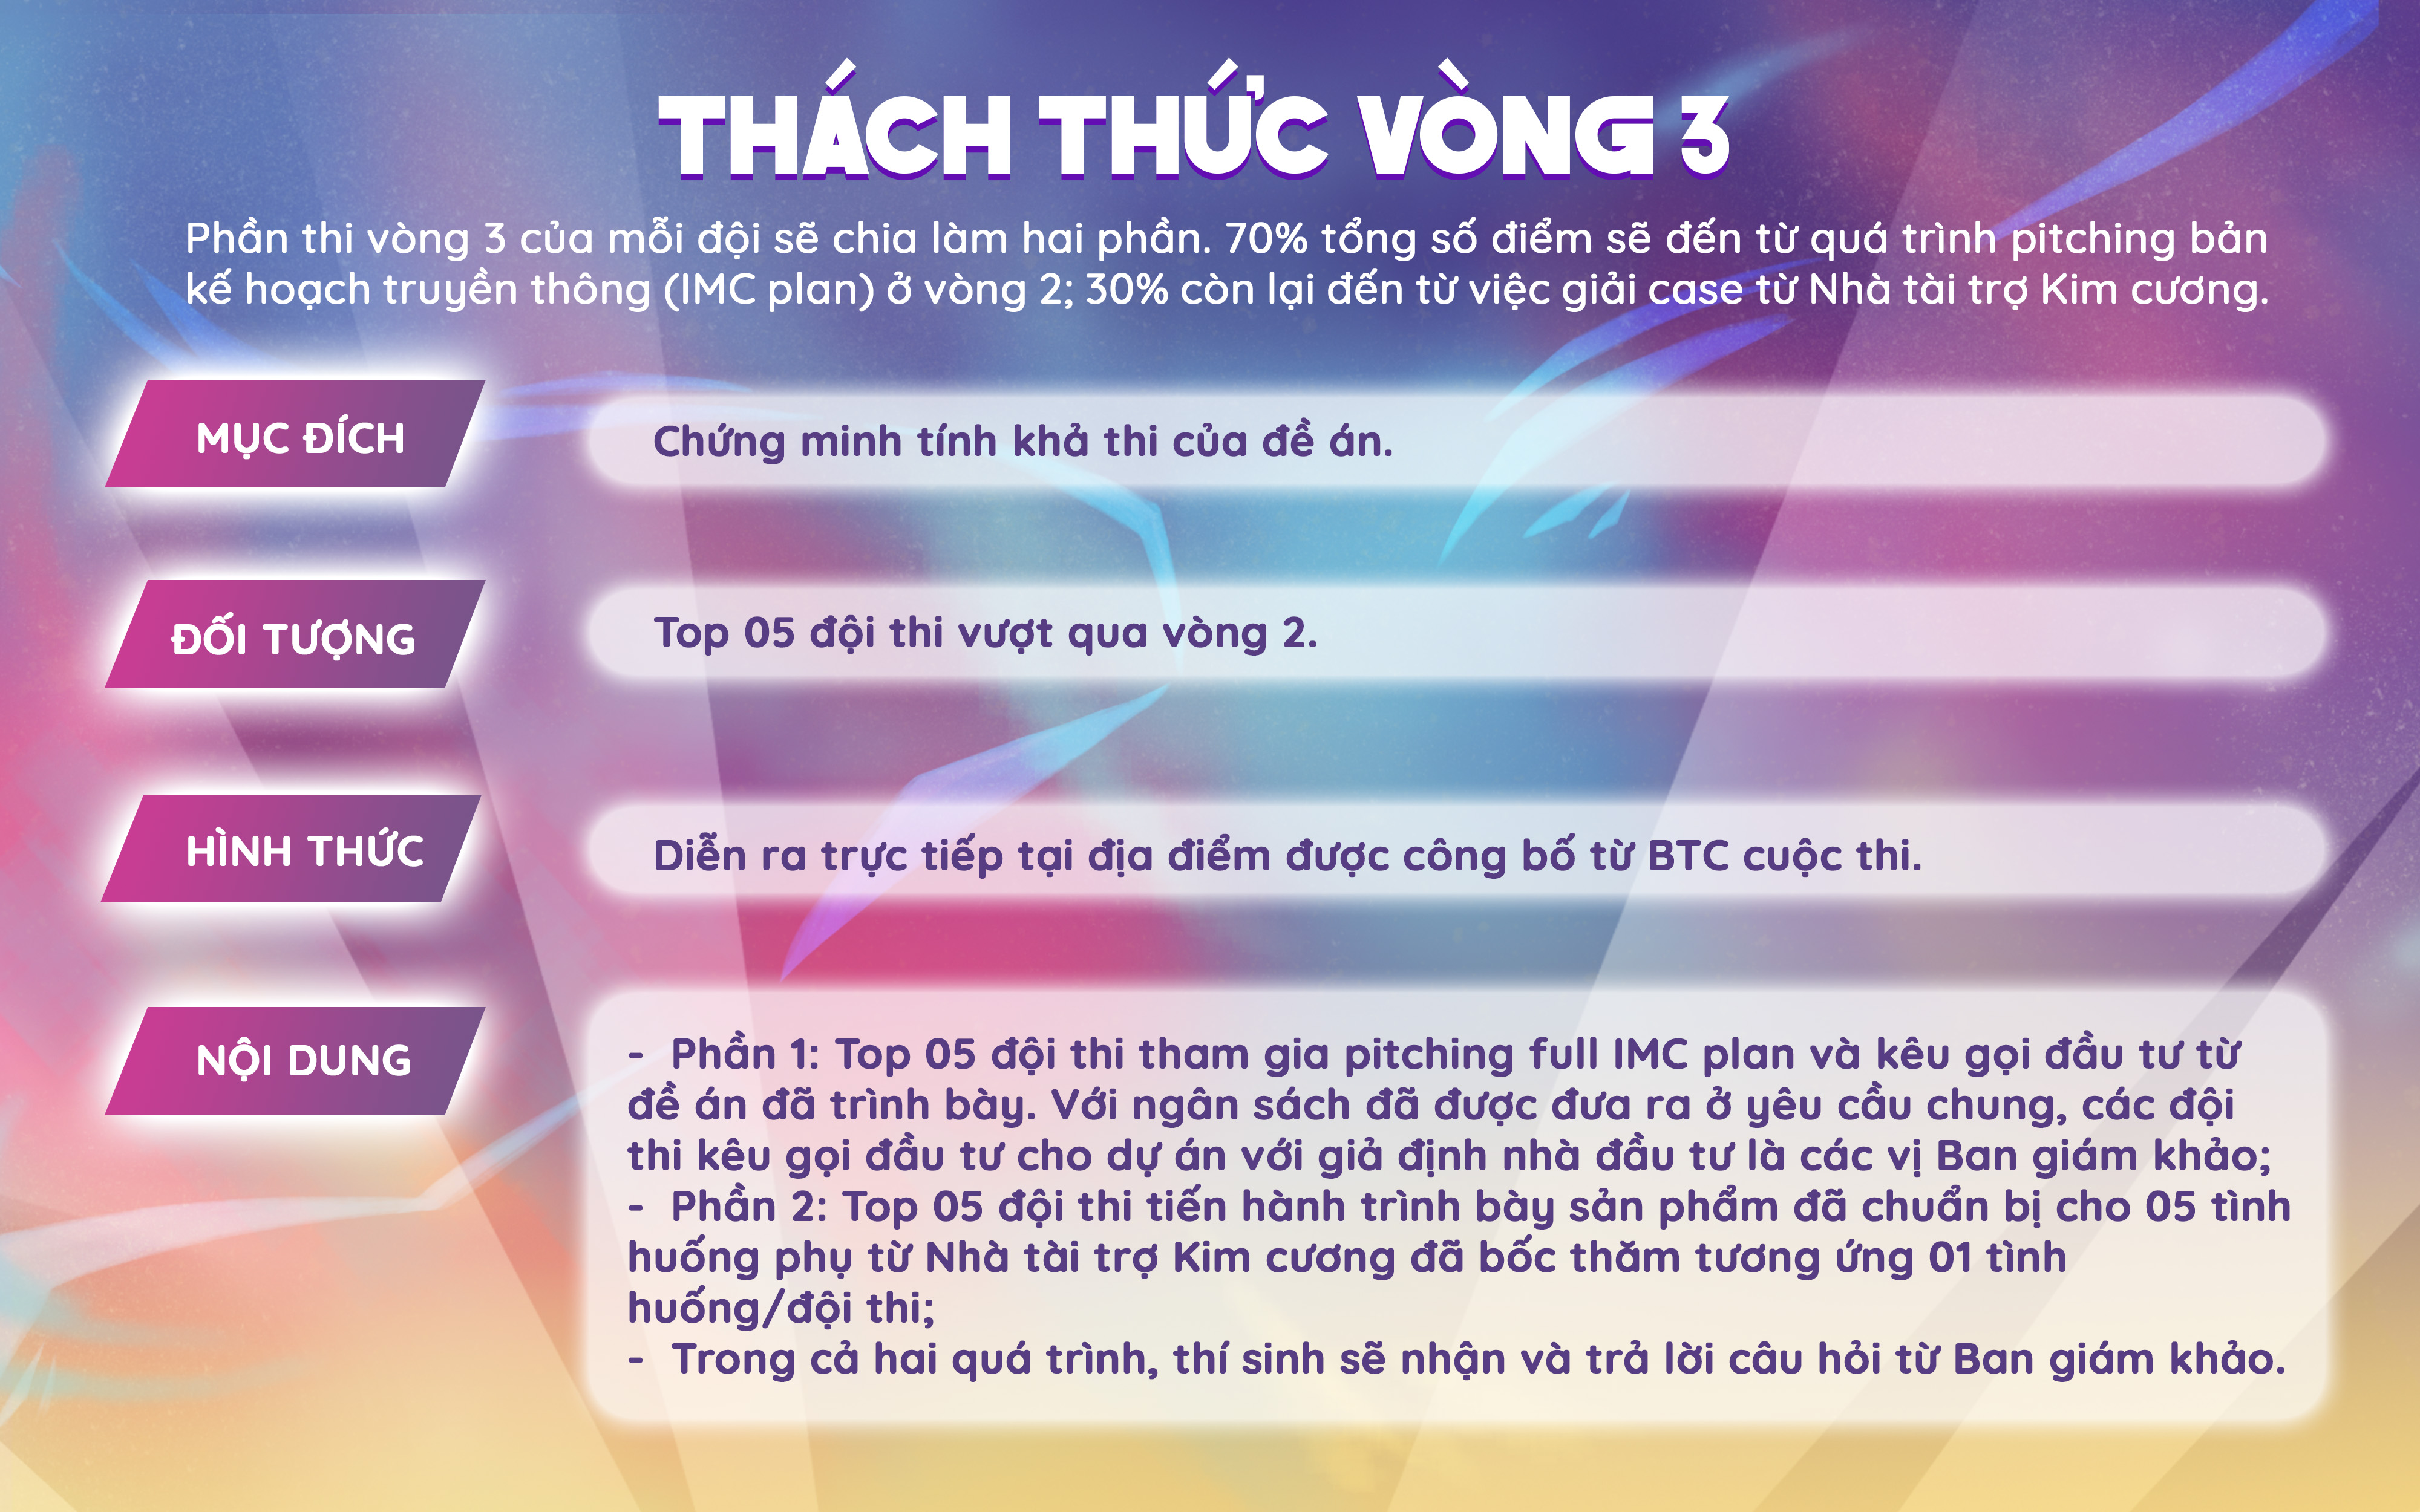 THÁCH THỨC VÒNG 3
Phần thi vòng 3 của mỗi đội sẽ chia làm hai phần. 70% tổng số điểm sẽ đến từ quá trình pitching bản
kế hoạch truyền thông (IMC plan) ở vòng 2; 30% còn lại đến từ việc giải case từ Nhà tài trợ Kim cương.
MỤC ĐÍCH
Chứng minh tính khả thi của đề án.
ĐỐI TƯỢNG
Top 05 đội thi vượt qua vòng 2.
HÌNH THỨC
Diễn ra trực tiếp tại địa điểm được công bố từ BTC cuộc thi.
NỘI DUNG
- Phần 1: Top 05 đội thi tham gia pitching full IMC plan và kêu gọi đầu tư từ
đề án đã trình bày. Với ngân sách đã được đưa ra ở yêu cầu chung, các đội
thi kêu gọi đầu tư cho dự án với giả định nhà đầu tư là các vị Ban giám khảo;
- Phần 2: Top 05 đội thi tiến hành trình bày sản phẩm đã chuẩn bị cho 05 tình
huống phụ từ Nhà tài trợ Kim cương đã bốc thăm tương ứng 01 tình
huống/đội thi;
- Trong cả hai quá trình, thí sinh sẽ nhận và trả lời câu hỏi từ Ban giám khảo.